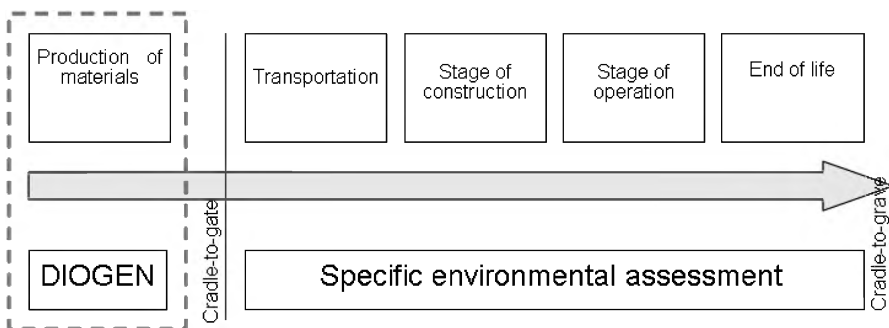 Production of
materials
Transportation
Stage of
construction
Stage of
operation
End of life
Cradle-to-gate
Cradle-to-grave
DIOGEN
Specific environmental assessment